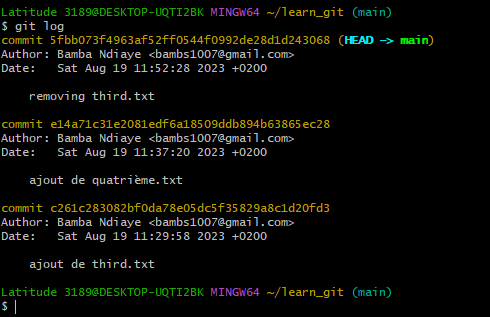 Latitude 3189@DESKTOP-UQTI2BK MINGW64 ~/learn_git (main)
$ git log
commit 5fbb073f4963af52ff0544f0992de28d1d243068 (HEAD -> main)
Author: Bamba Ndiaye <bambs1007@gmail.com>
Date:   Sat Aug 19 11:52:28 2023 +0200
    removing third.txt
commit e14a71c31e2081edf6a18509ddb894b63865ec28
Author: Bamba Ndiaye <bambs1007@gmail.com>
Date:   Sat Aug 19 11:37:20 2023 +0200
    ajout de quatrième.txt
commit c261c283082bf0da78e05dc5f35829a8c1d20fd3
Author: Bamba Ndiaye <bambs1007@gmail.com>
Date:   Sat Aug 19 11:29:58 2023 +0200
    ajout de third.txt
Latitude 3189@DESKTOP-UQTI2BK MINGW64 ~/learn_git (main)
$